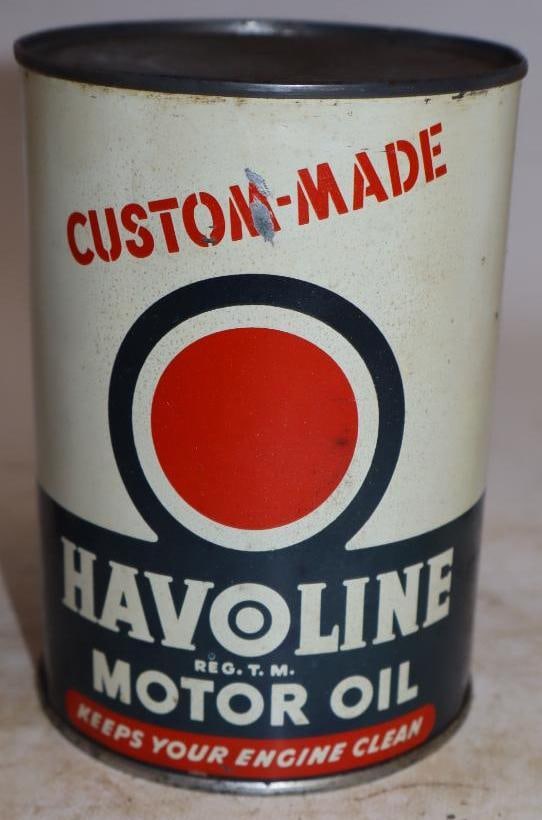 CUSTOM-MADE
HAVOLINE
REG. T. M.
MOTOR OIL
KEEPS YOUR ENGINE CLEAN